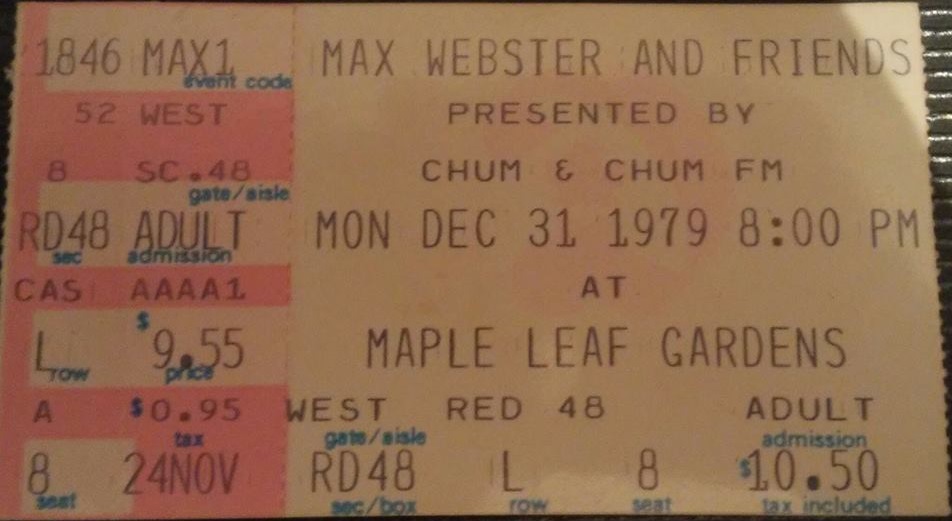 1846 MAX1
event code
52 WEST
8 SC.48
gate/aisle
RD48 ADULT
sec admission
CAS AAAA1
L $9.55
row price
A $0.95
tax
8 24NOV
seat
MAX WEBSTER AND FRIENDS
PRESENTED BY
CHUM & CHUM FM
MON DEC 31 1979 8:00 PM
AT
MAPLE LEAF GARDENS
WEST RED 48 ADULT
gate/aisle admission
RD48 L 8 $10.50
sec/box row seat tax included